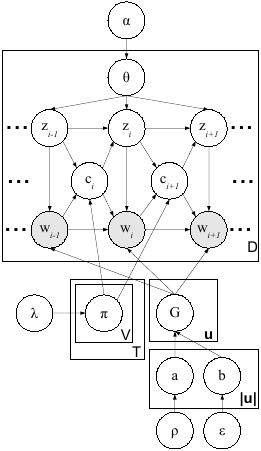 α
θ
... z_{i-1} z_i z_{i+1} ...
... c_i c_{i+1} ...
... w_{i-1} w_i w_{i+1} ...
D
λ π G
V u
T
a b |u|
ρ ε